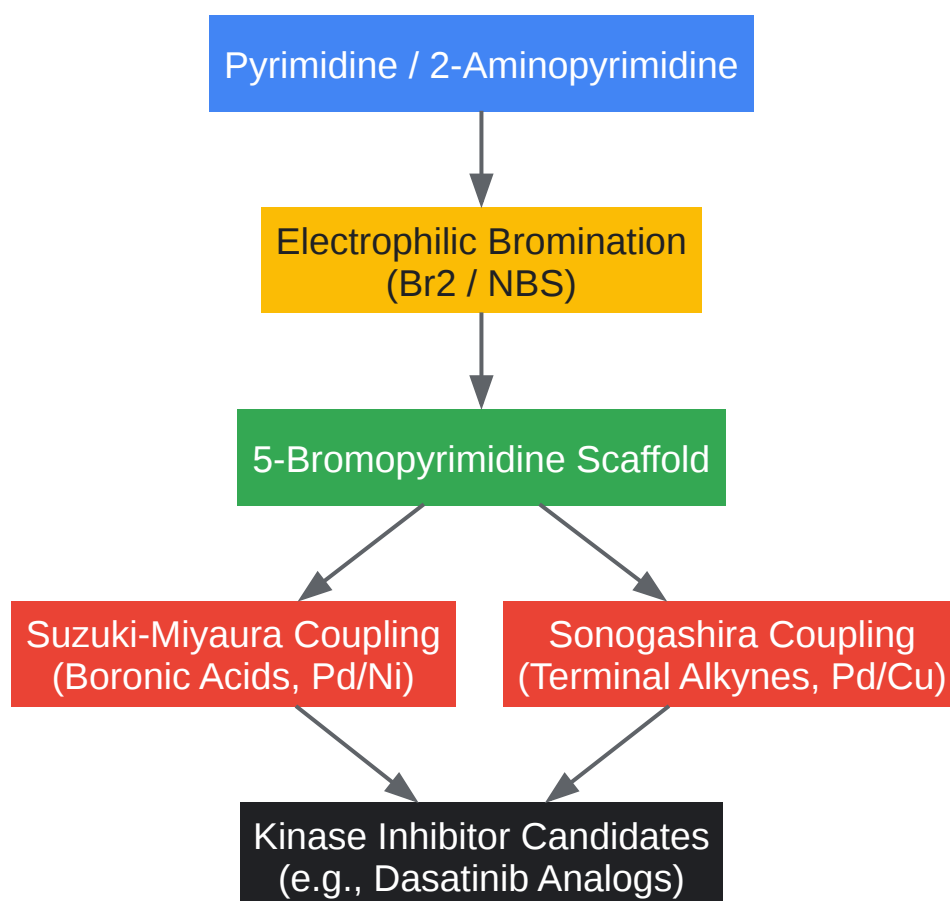 Pyrimidine / 2-Aminopyrimidine
Electrophilic Bromination
(Br2 / NBS)
5-Bromopyrimidine Scaffold
Suzuki-Miyaura Coupling
(Boronic Acids, Pd/Ni)
Sonogashira Coupling
(Terminal Alkynes, Pd/Cu)
Kinase Inhibitor Candidates
(e.g., Dasatinib Analogs)